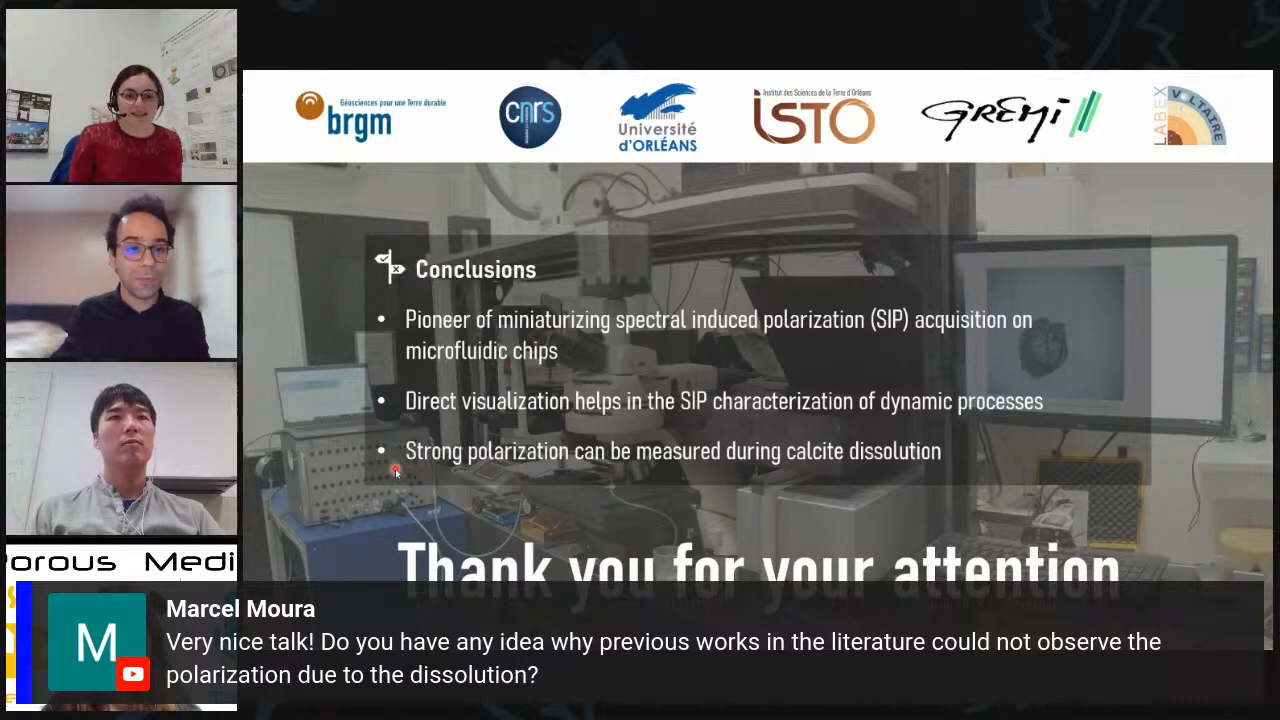 Géosciences pour une Terre durable
brgm
cnrs
Université
d'ORLÉANS
Institut des Sciences de la Terre d'Orléans
iSTO
GREMI
LABEX
VOLTAIRE
Conclusions
• Pioneer of miniaturizing spectral induced polarization (SIP) acquisition on
microfluidic chips
• Direct visualization helps in the SIP characterization of dynamic processes
• Strong polarization can be measured during calcite dissolution
Thank you for your attention
orous Medi
Marcel Moura
M
Very nice talk! Do you have any idea why previous works in the literature could not observe the
polarization due to the dissolution?